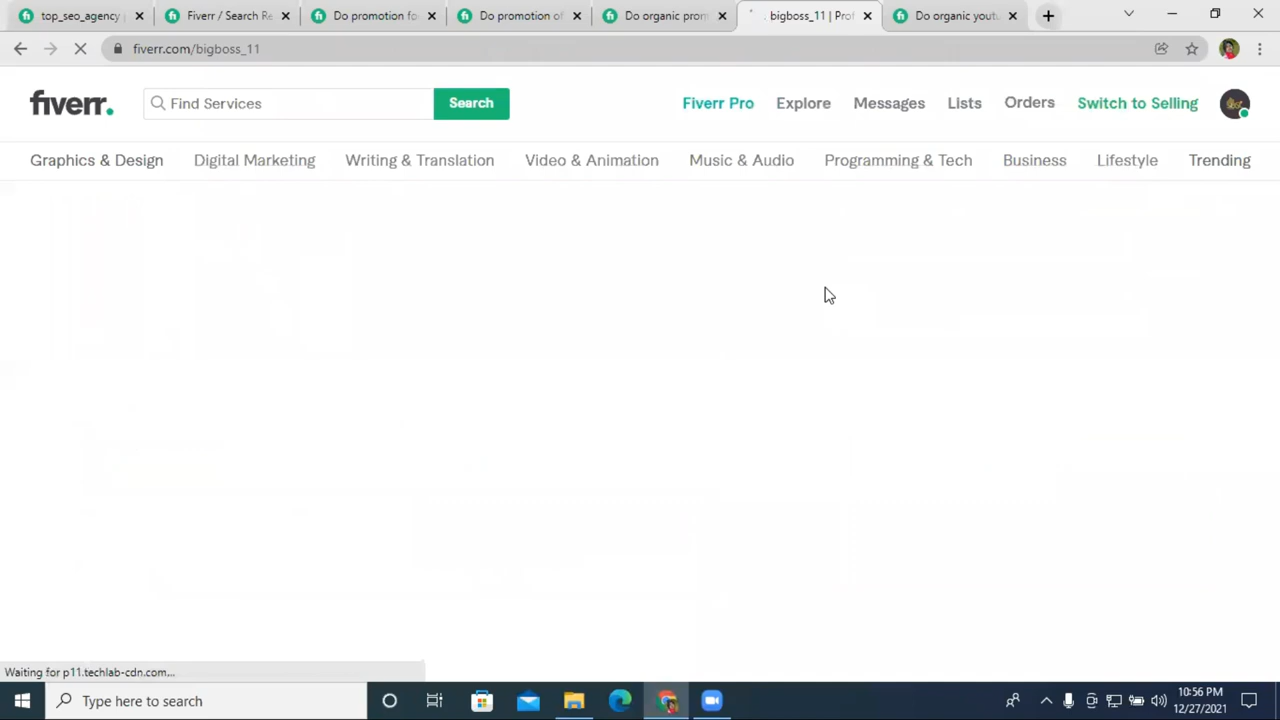 top_seo_agency
Fiverr / Search Re
Do promotion fo
Do promotion of
Do organic pron
bigboss_11 | Prof
Do organic yout
fiverr.com/bigboss_11
fiverr.
Find Services
Search
Fiverr Pro
Explore
Messages
Lists
Orders
Switch to Selling
Graphics & Design
Digital Marketing
Writing & Translation
Video & Animation
Music & Audio
Programming & Tech
Business
Lifestyle
Trending
Waiting for p11.techlab-cdn.com...
Type here to search
10:56 PM
12/27/2021